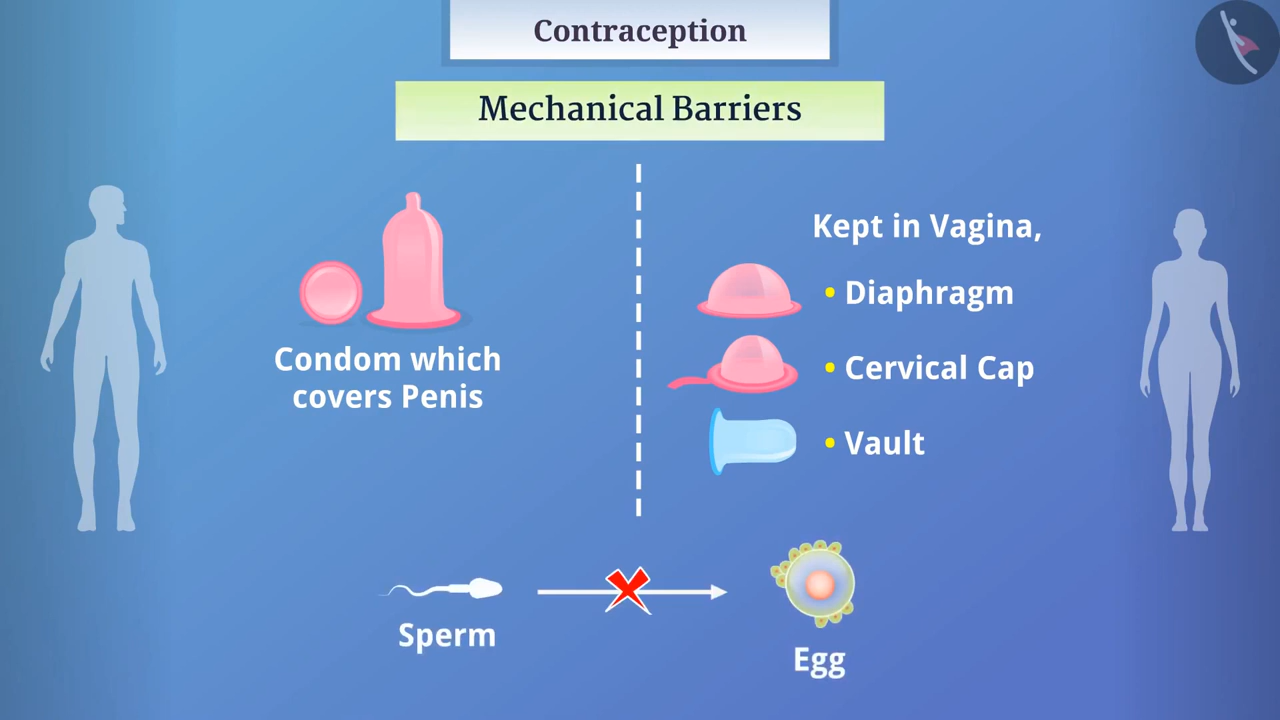 Contraception
Mechanical Barriers
Condom which
covers Penis
Kept in Vagina,
• Diaphragm
• Cervical Cap
• Vault
Sperm
Egg